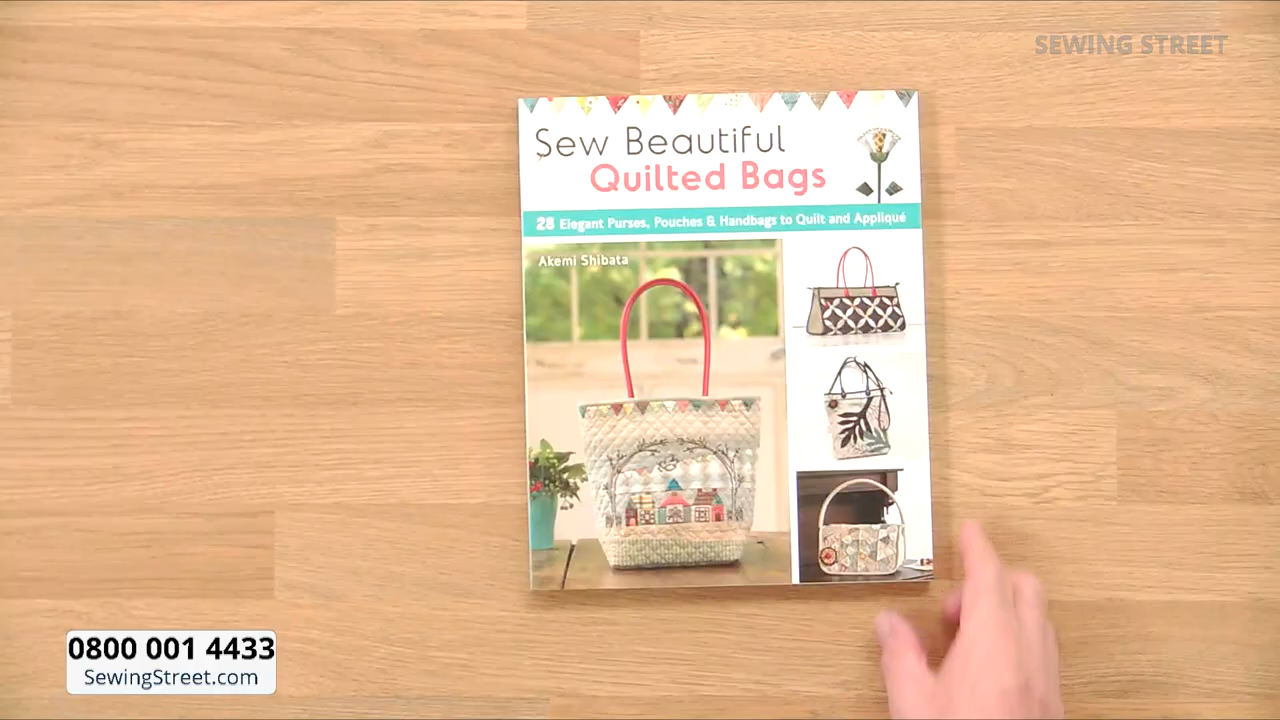 SEWING STREET
Sew Beautiful
Quilted Bags
28 Elegant Purses, Pouches & Handbags to Quilt and Appliqué
Akemi Shibata
0800 001 4433
SewingStreet.com